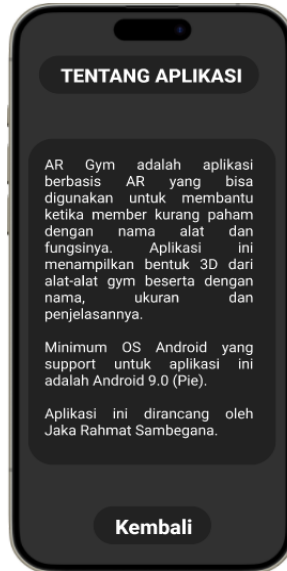 TENTANG APLIKASI
AR Gym adalah aplikasi
berbasis AR yang bisa
digunakan untuk membantu
ketika member kurang paham
dengan nama alat dan
fungsinya. Aplikasi ini
menampilkan bentuk 3D dari
alat-alat gym beserta dengan
nama, ukuran dan
penjelasannya.
Minimum OS Android yang
support untuk aplikasi ini
adalah Android 9.0 (Pie).
Aplikasi ini dirancang oleh
Jaka Rahmat Sambegana.
Kembali